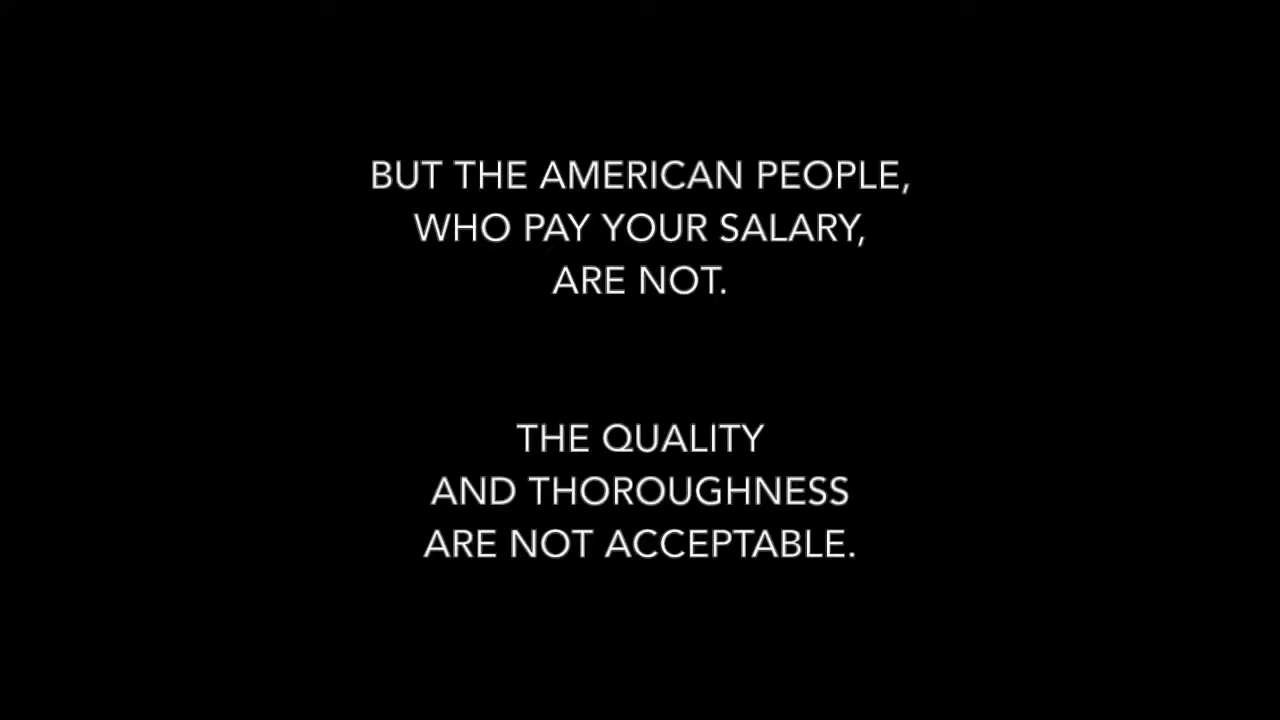 BUT THE AMERICAN PEOPLE,
WHO PAY YOUR SALARY,
ARE NOT.
THE QUALITY
AND THOROUGHNESS
ARE NOT ACCEPTABLE.